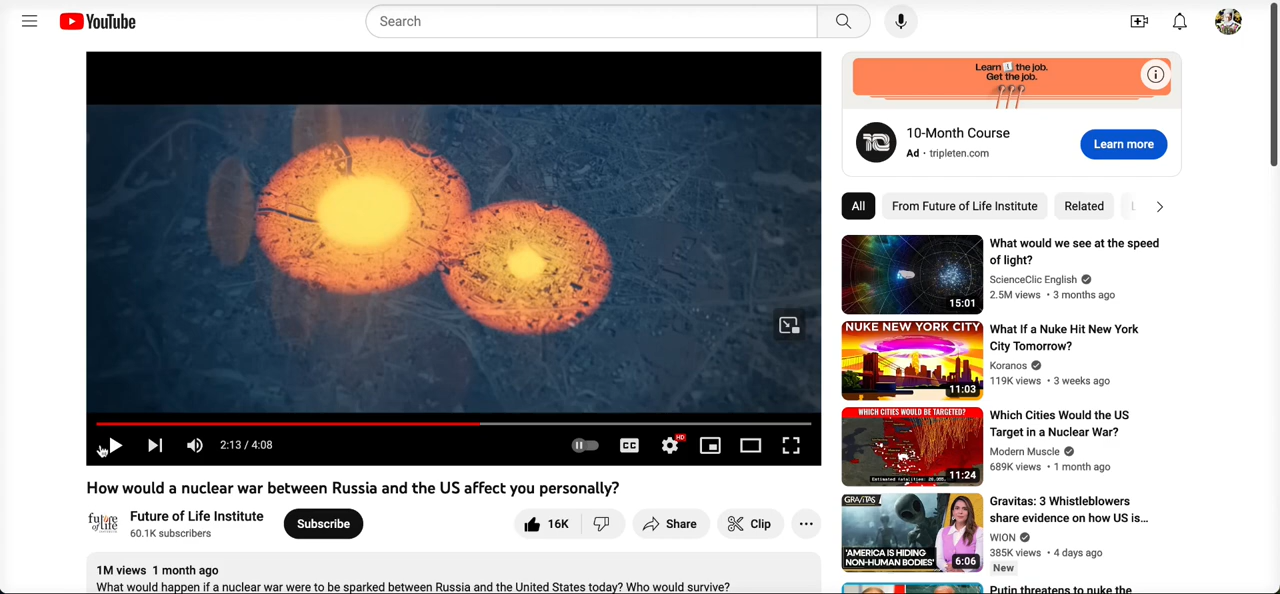 YouTube
Search
Learn the job.
Get the job.
10-Month Course
Ad · tripleten.com
Learn more
All
From Future of Life Institute
Related
What would we see at the speed
of light?
ScienceClic English
2.5M views • 3 months ago
15:01
NUKE NEW YORK CITY
11:03
What If a Nuke Hit New York
City Tomorrow?
Koranos
119K views • 3 weeks ago
WHICH CITIES WOULD BE TARGETED?
11:24
Which Cities Would the US
Target in a Nuclear War?
Modern Muscle
689K views • 1 month ago
GRAVITAS:
'AMERICA IS HIDING
NON-HUMAN BODIES'
6:06
Gravitas: 3 Whistleblowers
share evidence on how US is...
WION
385K views • 4 days ago
New
Putin threatens to nuke the
2:13 / 4:08
CC
HD
How would a nuclear war between Russia and the US affect you personally?
future
of life
Future of Life Institute
60.1K subscribers
Subscribe
16K
Share
Clip
1M views 1 month ago
What would happen if a nuclear war were to be sparked between Russia and the United States today? Who would survive?